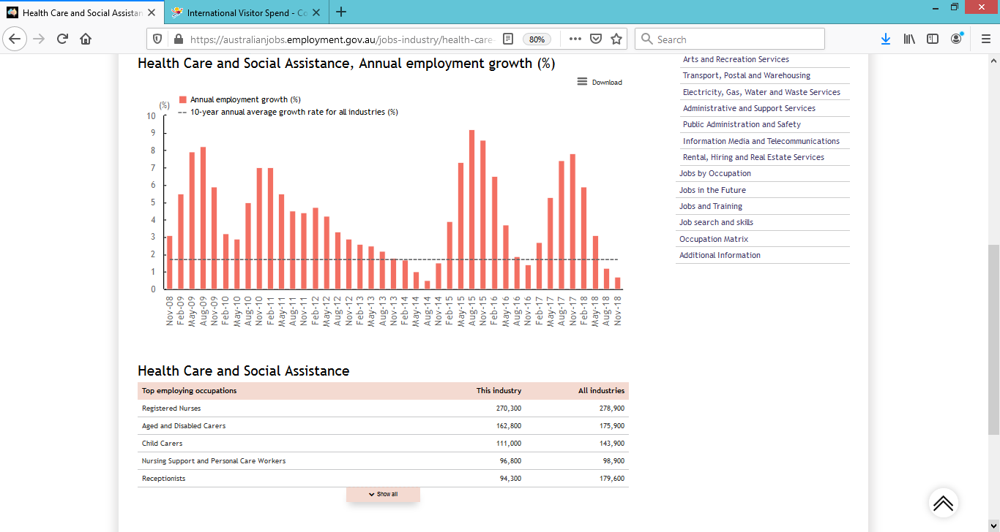 Health Care and Social Assistan
International Visitor Spend - Co
https://australianjobs.employment.gov.au/jobs-industry/health-care-
80%
Search
Health Care and Social Assistance, Annual employment growth (%)
Download
Annual employment growth (%)
10-year annual average growth rate for all industries (%)
(%)
10
9
8
7
6
5
4
3
2
1
0
Nov-08
Feb-09
May-09
Aug-09
Nov-09
Feb-10
May-10
Aug-10
Nov-10
Feb-11
May-11
Aug-11
Nov-11
Feb-12
May-12
Aug-12
Nov-12
Feb-13
May-13
Aug-13
Nov-13
Feb-14
May-14
Aug-14
Nov-14
Feb-15
May-15
Aug-15
Nov-15
Feb-16
May-16
Aug-16
Nov-16
Feb-17
May-17
Aug-17
Nov-17
Feb-18
May-18
Aug-18
Nov-18
Health Care and Social Assistance
Top employing occupations This industry All industries
Registered Nurses 270,300 278,900
Aged and Disabled Carers 162,800 175,900
Child Carers 111,000 143,900
Nursing Support and Personal Care Workers 96,800 98,900
Receptionists 94,300 179,600
Show all
Arts and Recreation Services
Transport, Postal and Warehousing
Electricity, Gas, Water and Waste Services
Administrative and Support Services
Public Administration and Safety
Information Media and Telecommunications
Rental, Hiring and Real Estate Services
Jobs by Occupation
Jobs in the Future
Jobs and Training
Job search and skills
Occupation Matrix
Additional Information